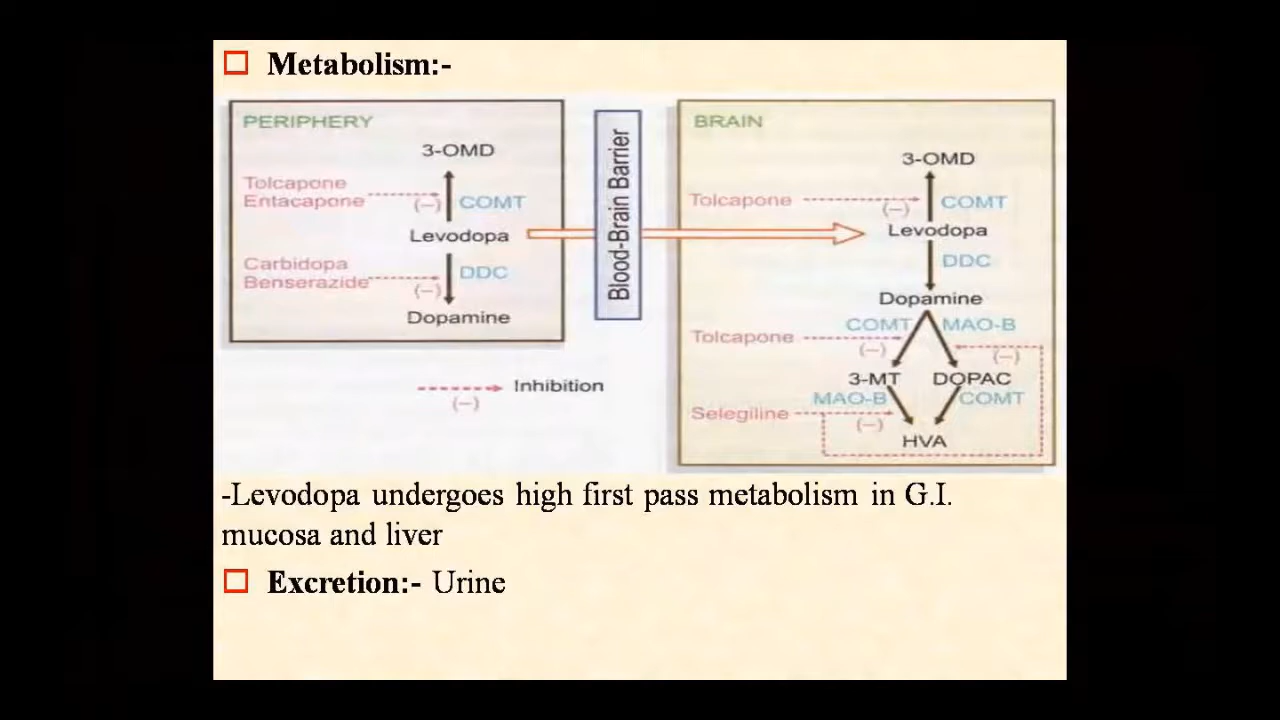 Metabolism:-
PERIPHERY
3-OMD
Tolcapone
Entacapone
(−)
COMT
Levodopa
Carbidopa
Benserazide
(−)
DDC
Dopamine
Inhibition
(−)
Blood-Brain Barrier
BRAIN
3-OMD
Tolcapone
(−)
COMT
Levodopa
DDC
Dopamine
COMT
MAO-B
Tolcapone
(−)
(−)
3-MT
DOPAC
MAO-B
COMT
Selegiline
(−)
HVA
-Levodopa undergoes high first pass metabolism in G.I.
mucosa and liver
Excretion:- Urine